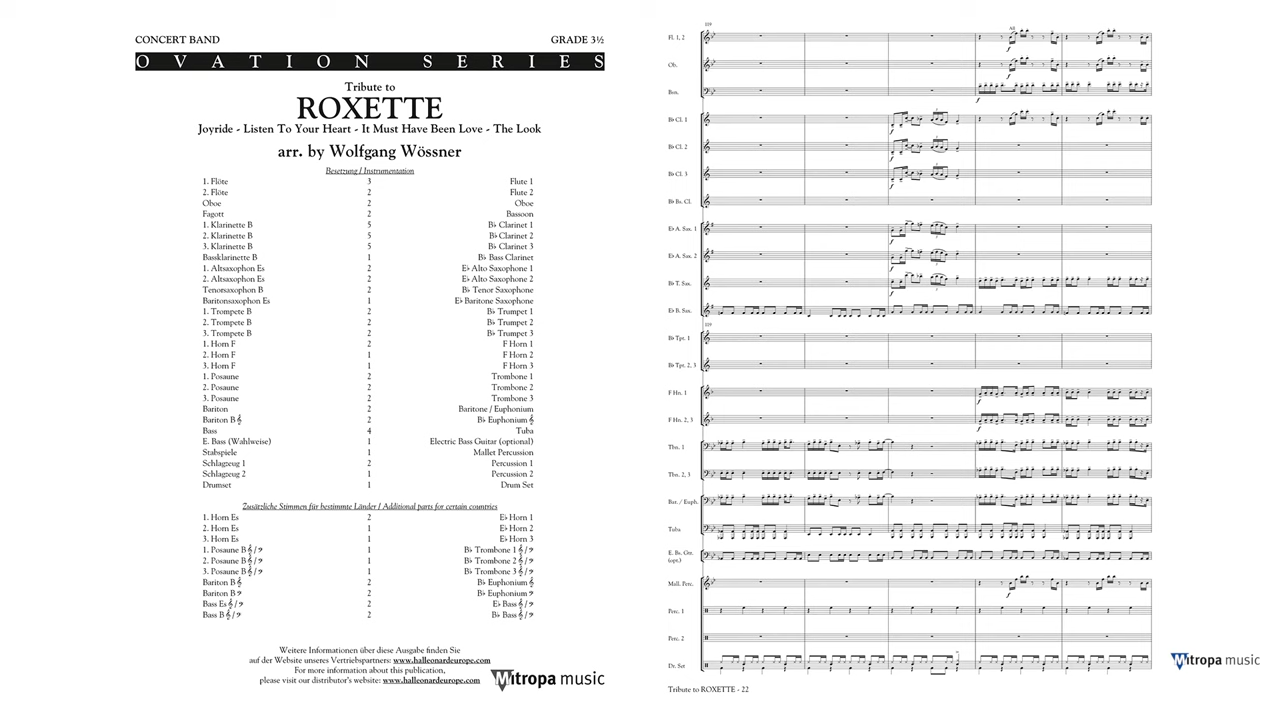 CONCERT BAND GRADE 3½
OVATION SERIES
Tribute to
ROXETTE
Joyride - Listen To Your Heart - It Must Have Been Love - The Look
arr. by Wolfgang Wössner
Besetzung / Instrumentation
1. Flöte 3 Flute 1
2. Flöte 2 Flute 2
Oboe 2 Oboe
Fagott 2 Bassoon
1. Klarinette B 5 B♭ Clarinet 1
2. Klarinette B 5 B♭ Clarinet 2
3. Klarinette B 5 B♭ Clarinet 3
Bassklarinette B 1 B♭ Bass Clarinet
1. Altsaxophon Es 2 E♭ Alto Saxophone 1
2. Altsaxophon Es 2 E♭ Alto Saxophone 2
Tenorsaxophon B 2 B♭ Tenor Saxophone
Baritonsaxophon Es 1 E♭ Baritone Saxophone
1. Trompete B 2 B♭ Trumpet 1
2. Trompete B 2 B♭ Trumpet 2
3. Trompete B 2 B♭ Trumpet 3
1. Horn F 2 F Horn 1
2. Horn F 1 F Horn 2
3. Horn F 1 F Horn 3
1. Posaune 2 Trombone 1
2. Posaune 2 Trombone 2
3. Posaune 2 Trombone 3
Bariton 2 Baritone / Euphonium
Bariton B 𝄞 2 B♭ Euphonium 𝄞
Bass 4 Tuba
E. Bass (Wahlweise) 1 Electric Bass Guitar (optional)
Stabspiele 1 Mallet Percussion
Schlagzeug 1 2 Percussion 1
Schlagzeug 2 1 Percussion 2
Drumset 1 Drum Set
Zusätzliche Stimmen für bestimmte Länder / Additional parts for certain countries
1. Horn Es 2 E♭ Horn 1
2. Horn Es 1 E♭ Horn 2
3. Horn Es 1 E♭ Horn 3
1. Posaune B 𝄞 / 𝄢 1 B♭ Trombone 1 𝄞 / 𝄢
2. Posaune B 𝄞 / 𝄢 1 B♭ Trombone 2 𝄞 / 𝄢
3. Posaune B 𝄞 / 𝄢 1 B♭ Trombone 3 𝄞 / 𝄢
Bariton B 𝄞 2 B♭ Euphonium 𝄞
Bariton B 𝄢 2 B♭ Euphonium 𝄢
Bass Es 𝄞 / 𝄢 2 E♭ Bass 𝄞 / 𝄢
Bass B 𝄞 / 𝄢 2 B♭ Bass 𝄞 / 𝄢
Weitere Informationen über diese Ausgabe finden Sie
auf der Website unseres Vertriebspartners: www.halleonardeurope.com
For more information about this publication,
please visit our distributor's website: www.halleonardeurope.com
Mitropa music
119
Fl. 1, 2
All
f
Ob.
f
Bsn.
f
B♭ Cl. 1
f
B♭ Cl. 2
f
B♭ Cl. 3
f
B♭ Bs. Cl.
E♭ A. Sax. 1
f
E♭ A. Sax. 2
f
B♭ T. Sax.
f
E♭ B. Sax.
119
B♭ Tpt. 1
B♭ Tpt. 2, 3
F Hn. 1
f
F Hn. 2, 3
f
Tbn. 1
Tbn. 2, 3
Bar. / Euph.
Tuba
E. Bs. Gtr.
(opt.)
Mall. Perc.
f
Perc. 1
Perc. 2
Dr. Set
Tribute to ROXETTE - 22
Mitropa music